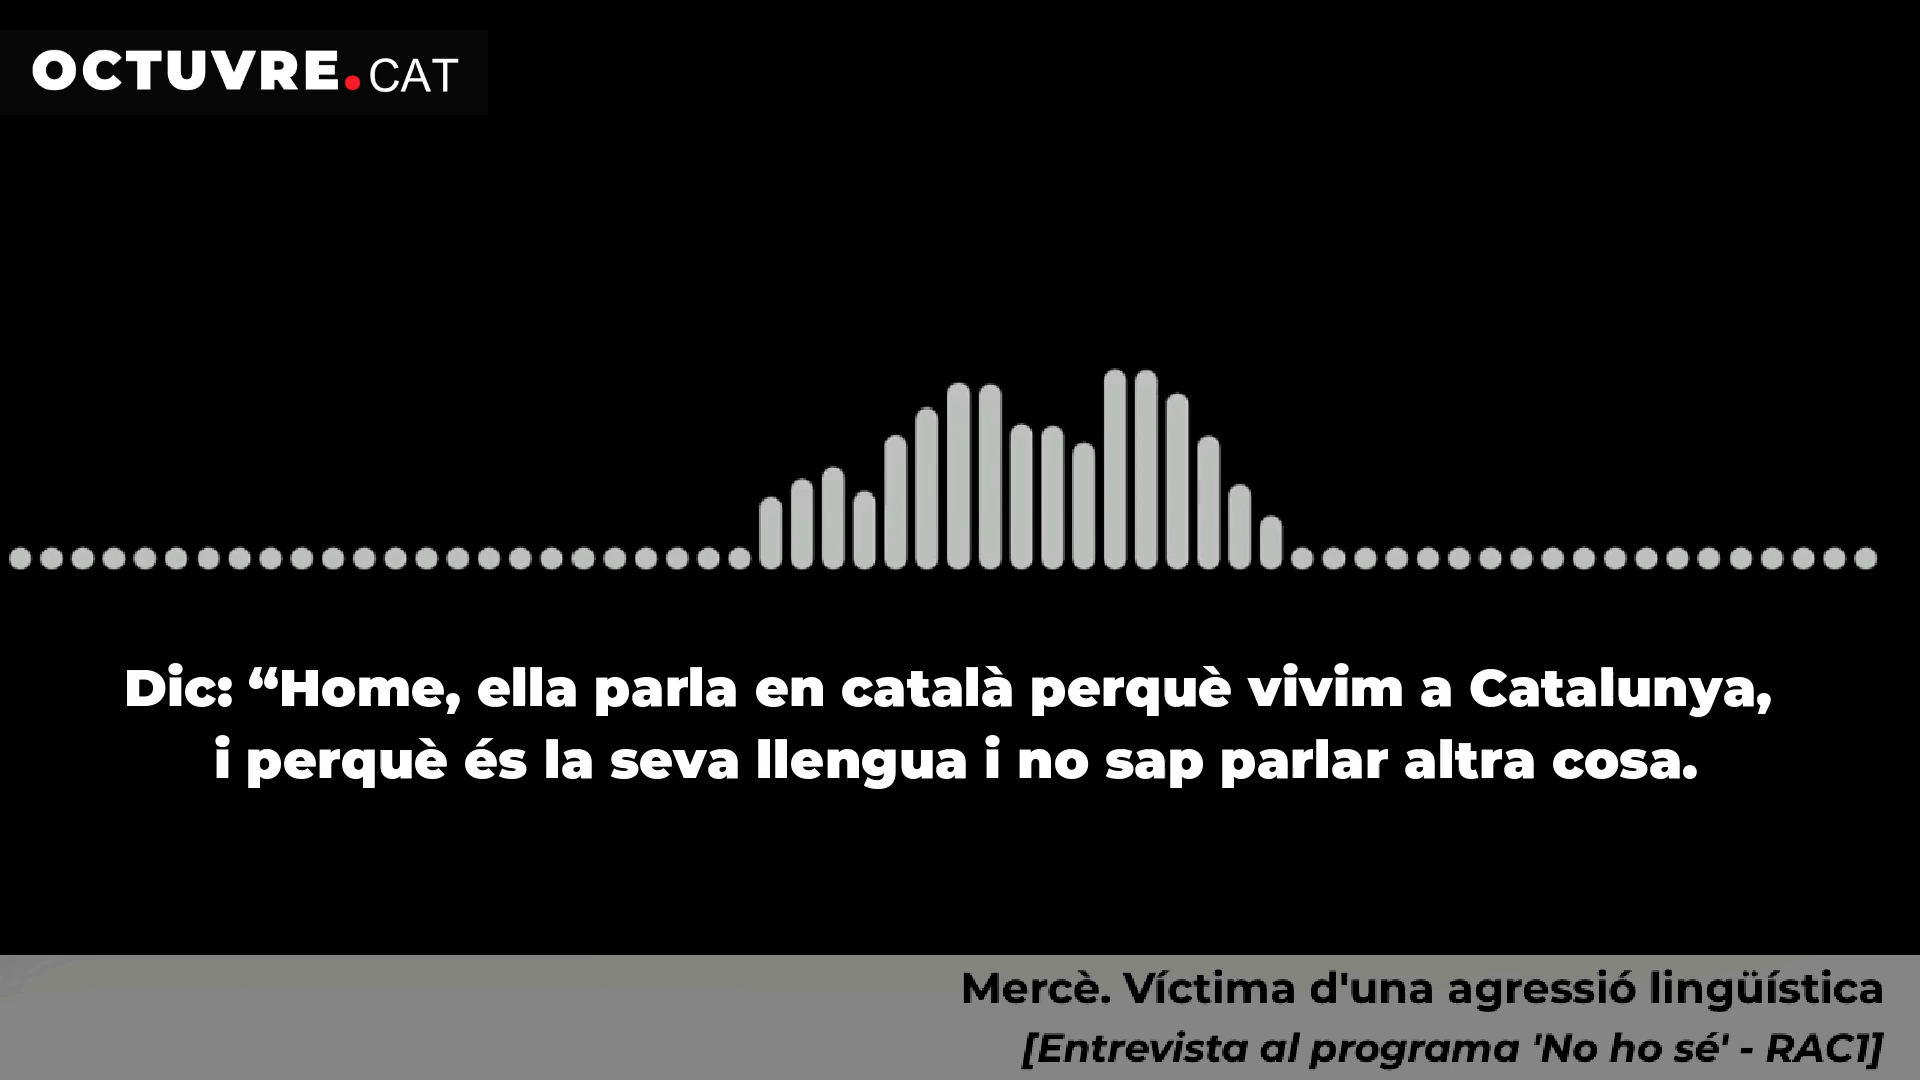 OCTUVRE.CAT
Dic: “Home, ella parla en català perquè vivim a Catalunya,
i perquè és la seva llengua i no sap parlar altra cosa.
Mercè. Víctima d'una agressió lingüística
[Entrevista al programa 'No ho sé' - RAC1]